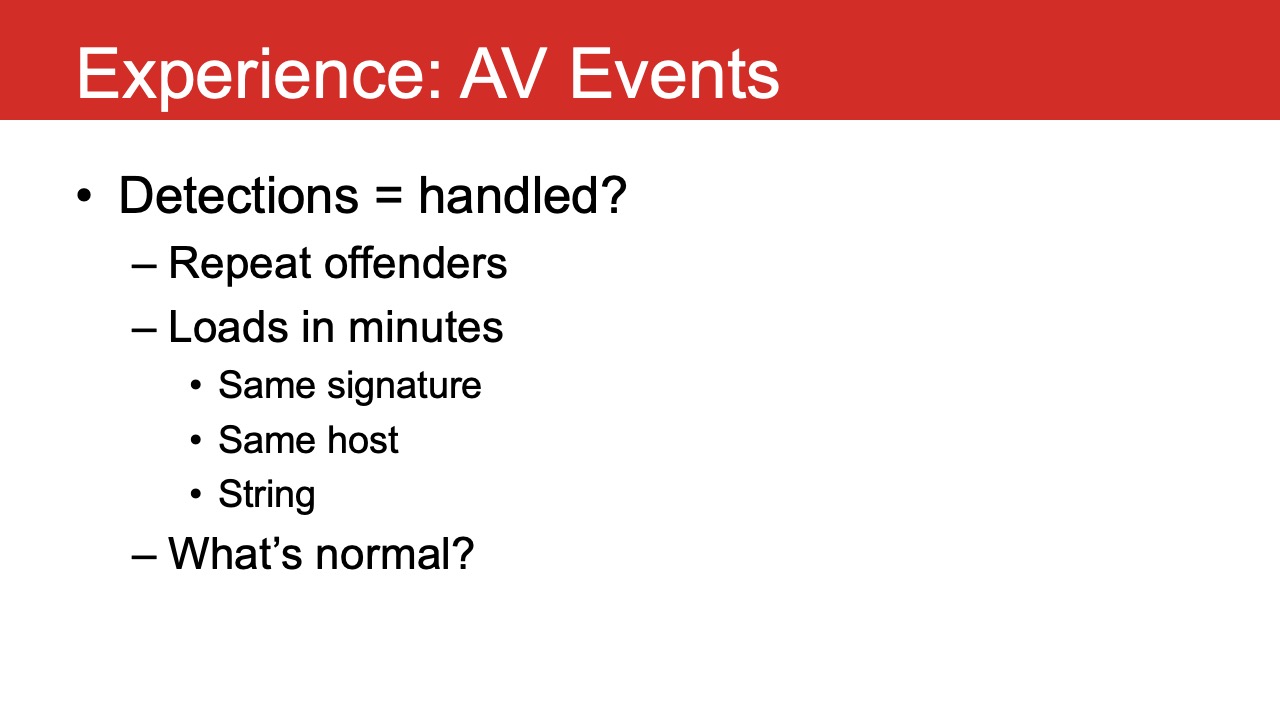 Experience: AV Events
• Detections = handled?
– Repeat offenders
– Loads in minutes
• Same signature
• Same host
• String
– What’s normal?